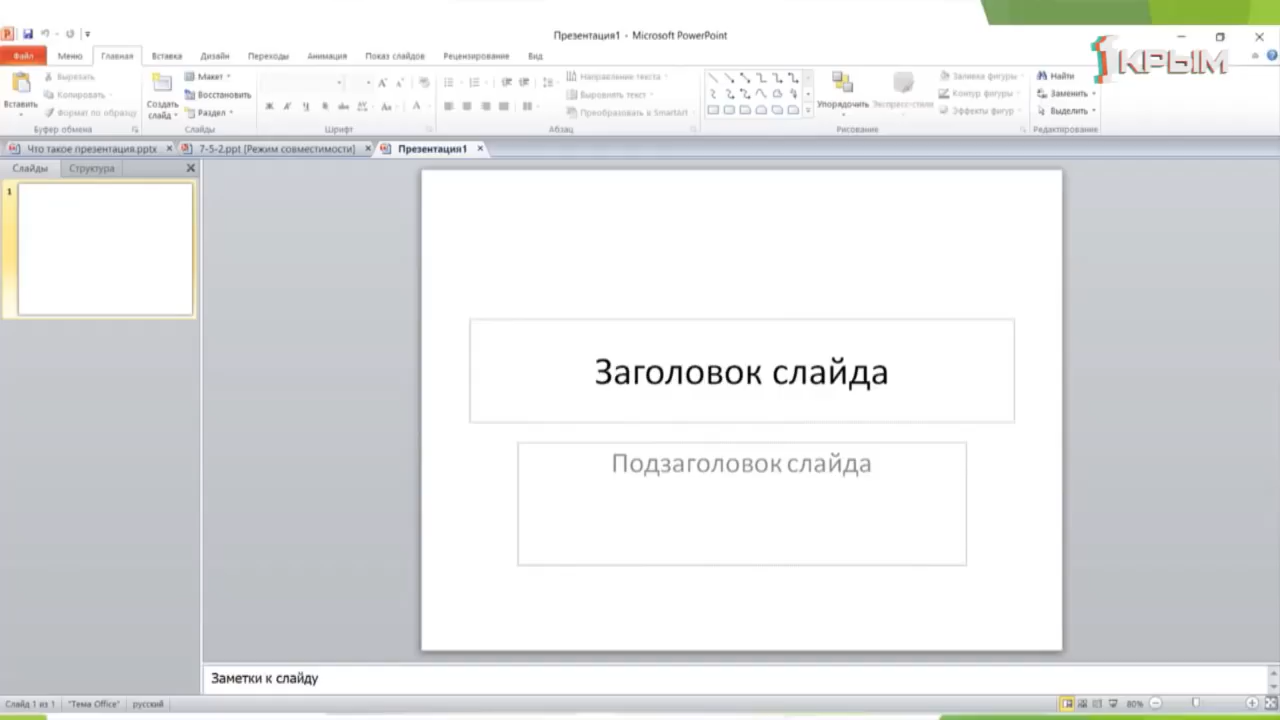 Презентация1 - Microsoft PowerPoint
1КРЫМ
Файл Меню Главная Вставка Дизайн Переходы Анимация Показ слайдов Рецензирование Вид
Вставить
Вырезать
Копировать
Формат по образцу
Буфер обмена
Создать слайд
Макет
Восстановить
Раздел
Слайды
Шрифт
Направление текста
Выровнять текст
Преобразовать в SmartArt
Абзац
Упорядочить
Экспресс-стили
Заливка фигуры
Контур фигуры
Эффекты фигур
Рисование
Найти
Заменить
Выделить
Редактирование
Что такое презентация.pptx 7-5-2.ppt [Режим совместимости] Презентация1
Слайды Структура
1
Заголовок слайда
Подзаголовок слайда
Заметки к слайду
Слайд 1 из 1 "Тема Office" русский 80%